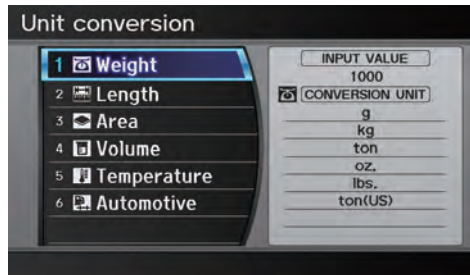 Unit conversion
1 Weight
2 Length
3 Area
4 Volume
5 Temperature
6 Automotive
INPUT VALUE
1000
CONVERSION UNIT
g
kg
ton
oz.
lbs.
ton(US)